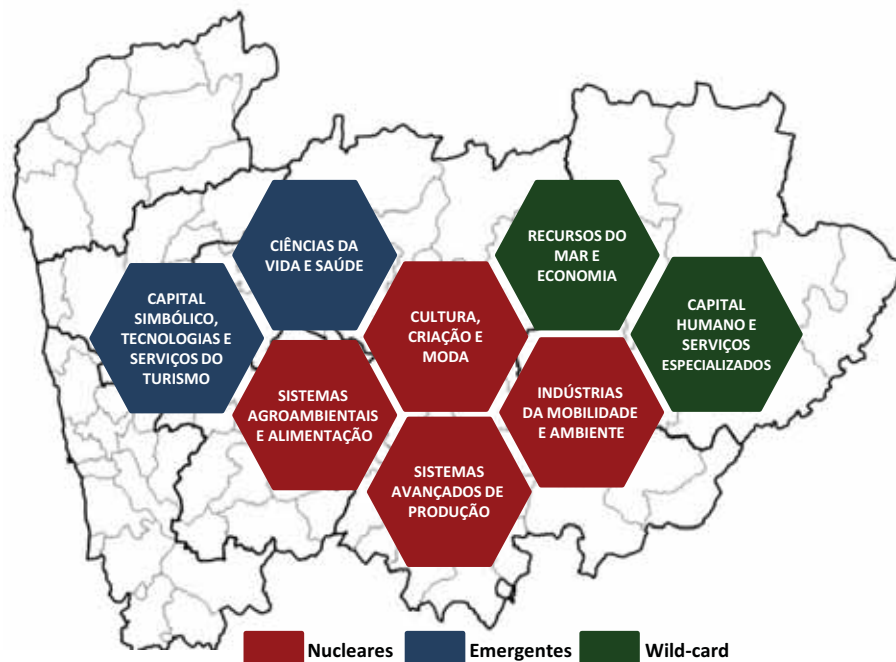 CIÊNCIAS DA
VIDA E SAÚDE
RECURSOS DO
MAR E
ECONOMIA
CAPITAL
SIMBÓLICO,
TECNOLOGIAS E
SERVIÇOS DO
TURISMO
CULTURA,
CRIAÇÃO E
MODA
CAPITAL
HUMANO E
SERVIÇOS
ESPECIALIZADOS
SISTEMAS
AGROAMBIENTAIS
E ALIMENTAÇÃO
INDÚSTRIAS
DA MOBILIDADE
E AMBIENTE
SISTEMAS
AVANÇADOS DE
PRODUÇÃO
Nucleares
Emergentes
Wild-card